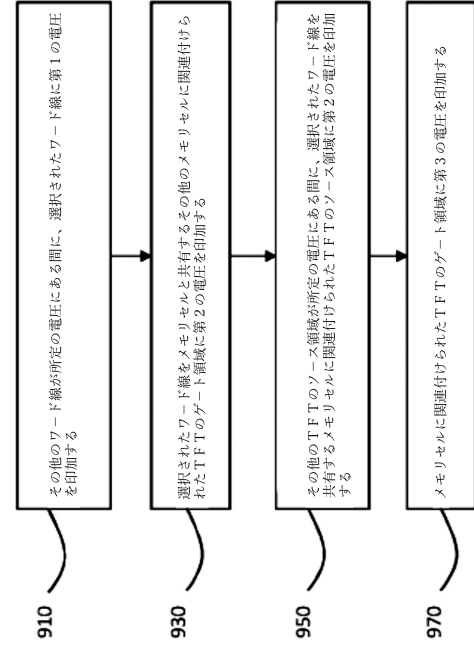 910
その他のワード線が所定の電圧にある間に、選択されたワード線に第1の電圧
を印加する
930
選択されたワード線をメモリセルと共有するその他のメモリセルに関連付けら
れたTFTのゲート領域に第2の電圧を印加する
950
その他のTFTのソース領域が所定の電圧にある間に、選択されたワード線を
共有するメモリセルに関連付けられたTFTのソース領域に第2の電圧を印加
する
970
メモリセルに関連付けられたTFTのゲート領域に第3の電圧を印加する